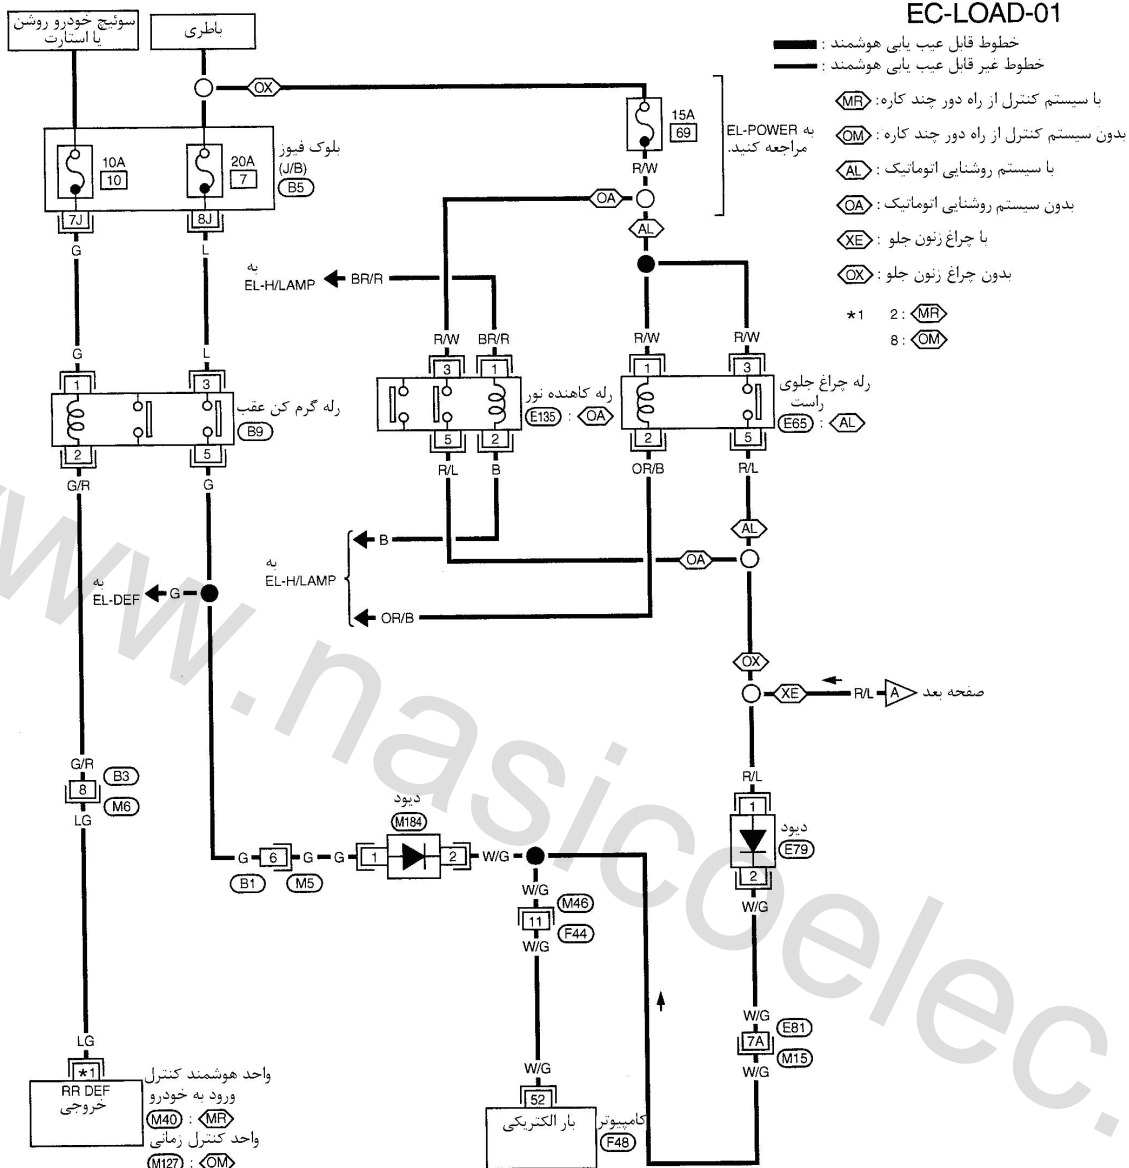 EC-LOAD-01
خطوط قابل عیب یابی هوشمند :
خطوط غیر قابل عیب یابی هوشمند :
با سیستم کنترل از راه دور چند کاره: MR
بدون سیستم کنترل از راه دور چند کاره: OM
با سیستم روشنایی اتوماتیک : AL
بدون سیستم روشنایی اتوماتیک : OA
با چراغ زنون جلو : XE
بدون چراغ زنون جلو : OX
*1 2 : MR
8 : OM
سوئیچ خودرو روشن
یا استارت
باطری
OX
15A
69
به EL-POWER
مراجعه کنید.
R/W
10A
10
20A
7
بلوک فیوز
(J/B)
B5
7J
8J
G
L
OA
AL
به
EL-H/LAMP
BR/R
G
L
R/W
BR/R
R/W
R/W
1
3
3
1
1
3
رله گرم کن عقب
B9
رله کاهنده نور
E135 : OA
رله چراغ جلوی
راست
E65 : AL
2
5
5
2
2
5
G/R
G
R/L
B
OR/B
R/L
AL
به
EL-H/LAMP
B
OA
OR/B
به
EL-DEF
G
OX
XE
R/L
A
صفحه بعد
G/R
8
B3
M6
LG
R/L
1
دیود
E79
2
W/G
دیود
M184
G
6
G
G
1
2
W/G
B1
M5
W/G
11
M46
F44
W/G
W/G
7A
E81
M15
W/G
LG
*1
RR DEF
خروجی
واحد هوشمند کنترل
ورود به خودرو
M40 : MR
واحد کنترل زمانی
M127 : OM
W/G
52
بار الکتریکی
کامپیوتر
F48
www.nasicoelec.